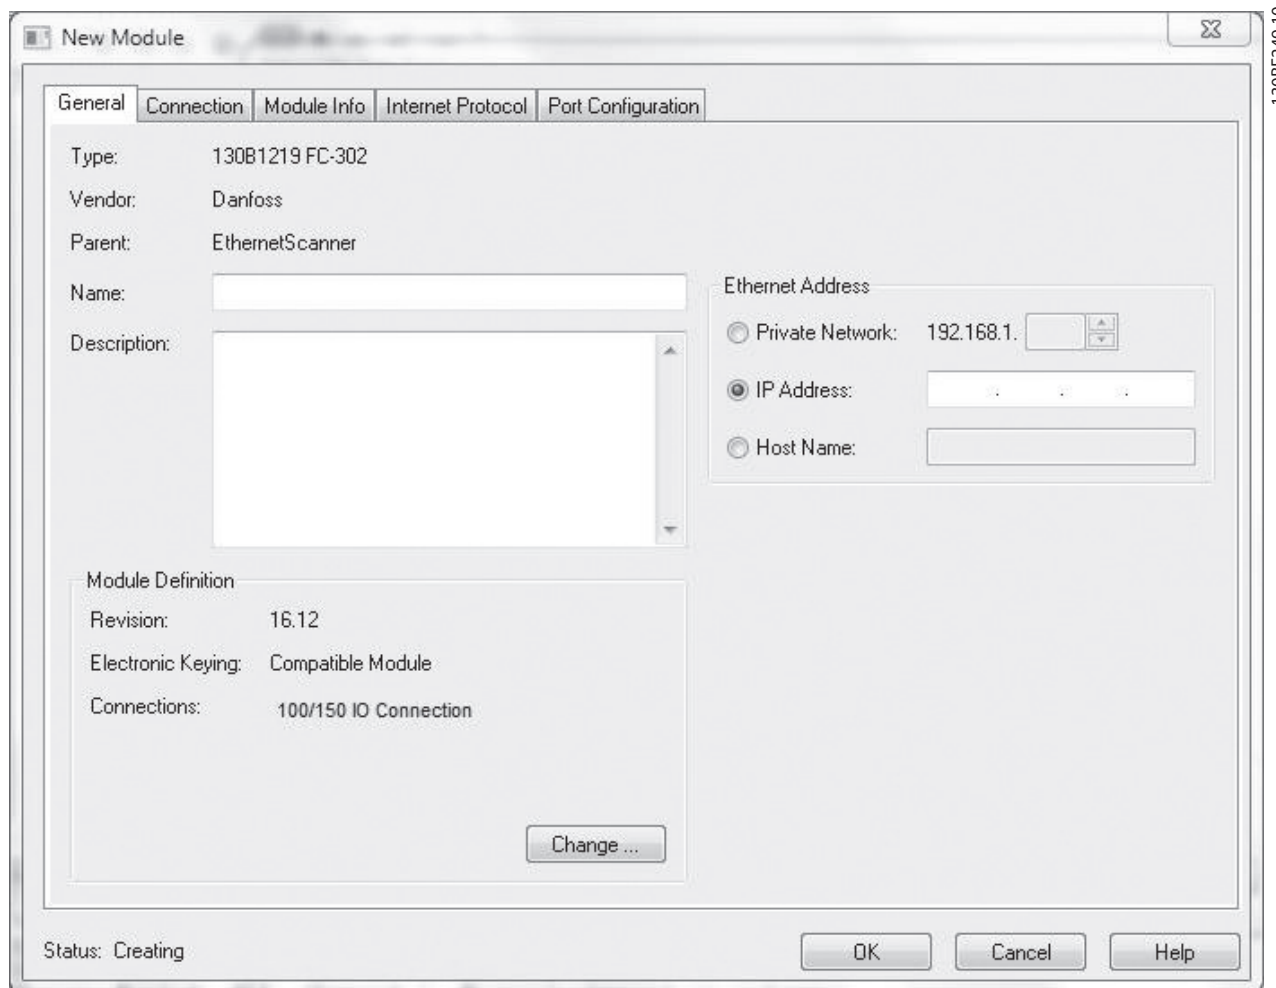 New Module
General Connection Module Info Internet Protocol Port Configuration
Type: 130B1219 FC-302
Vendor: Danfoss
Parent: EthernetScanner
Name:
Description:
Ethernet Address
Private Network: 192.168.1.
IP Address: . . .
Host Name:
Module Definition
Revision: 16.12
Electronic Keying: Compatible Module
Connections: 100/150 IO Connection
Change ...
Status: Creating
OK Cancel Help